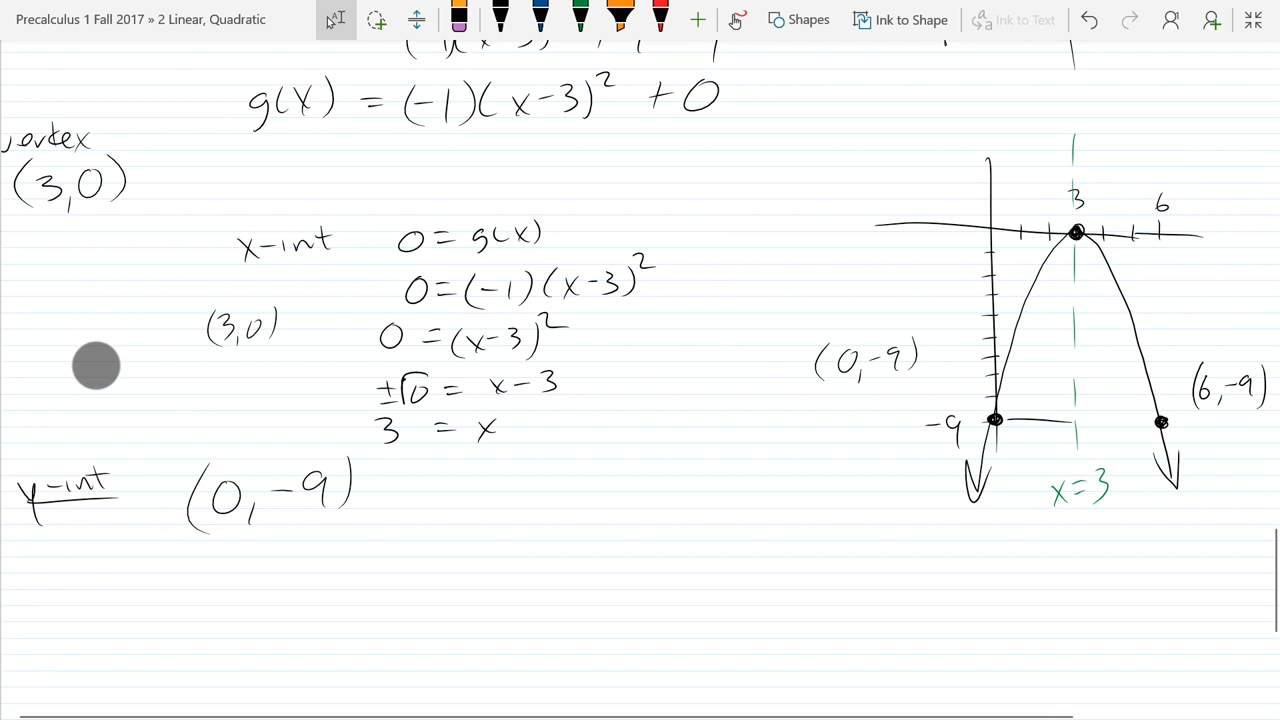 Precalculus 1 Fall 2017 » 2 Linear, Quadratic
Shapes
Ink to Shape
Ink to Text
g(x) = (-1)(x-3)² + 0
vertex
(3,0)
x-int 0 = g(x)
0 = (-1)(x-3)²
(3,0) 0 = (x-3)²
±√0 = x-3
3 = x
y-int (0,-9)
3 6
(0,-9)
(6,-9)
-9
x=3